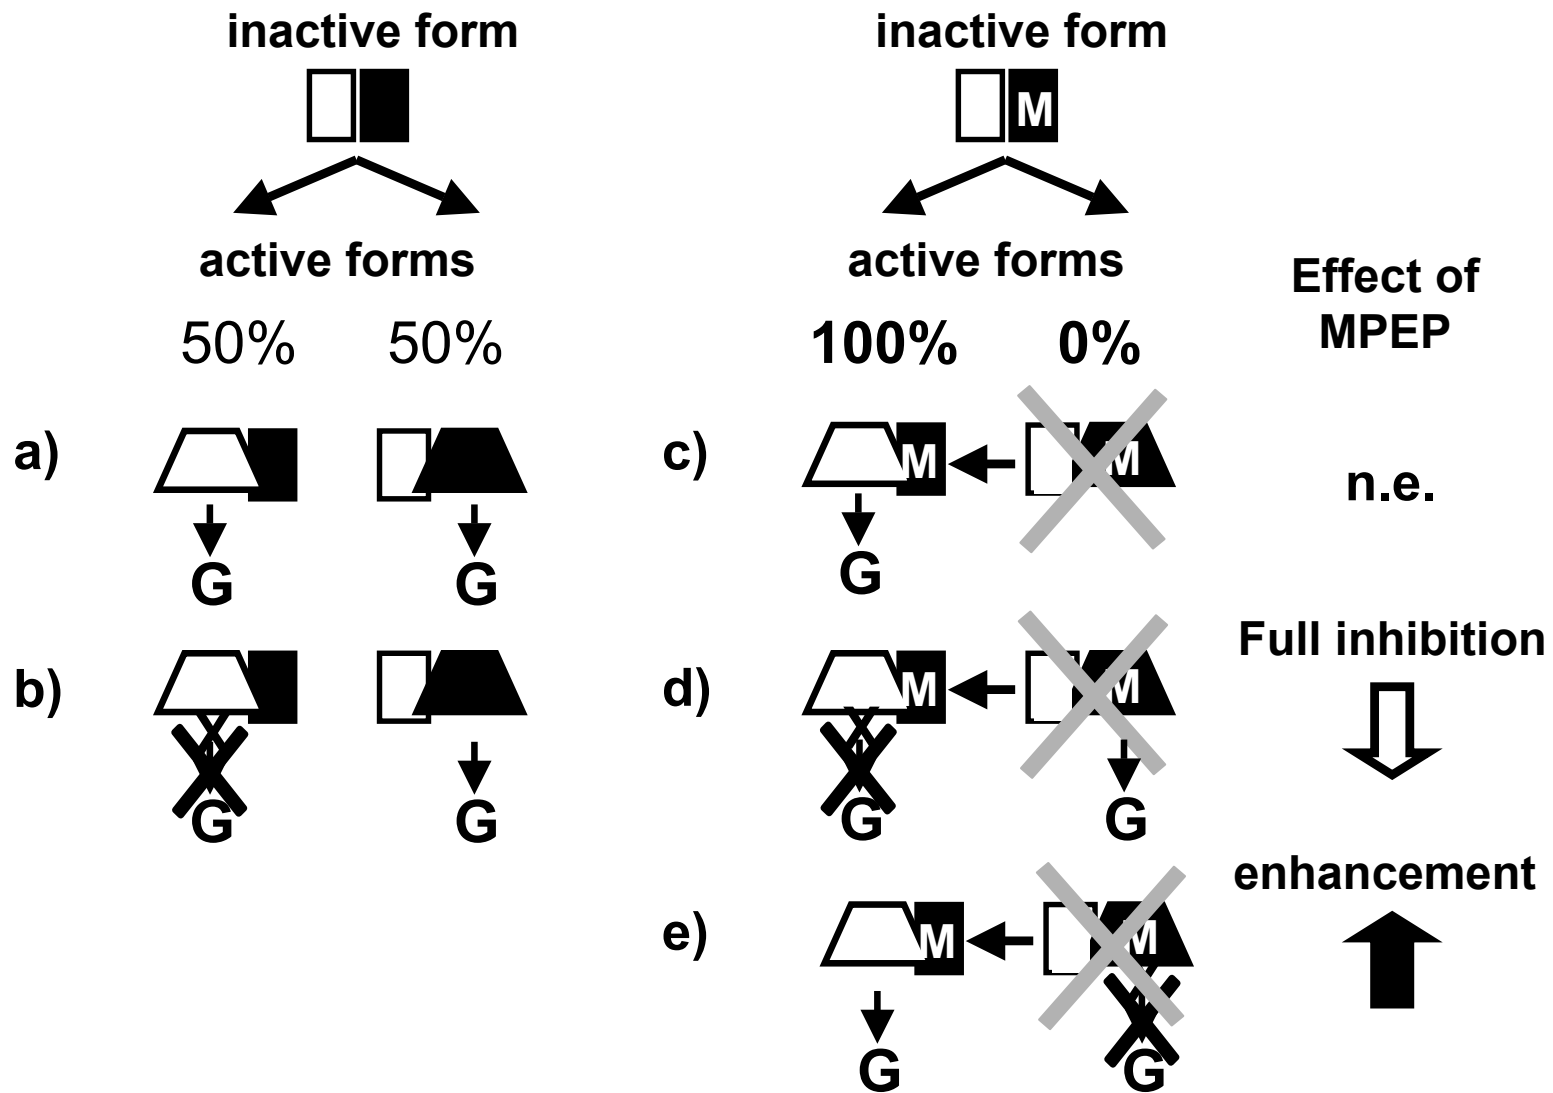 inactive form
inactive form
M
active forms
active forms
Effect of
MPEP
50%
50%
100%
0%
a)
c)
M
M
n.e.
G
G
G
b)
d)
M
M
Full inhibition
G
G
G
G
enhancement
e)
M
M
G
G